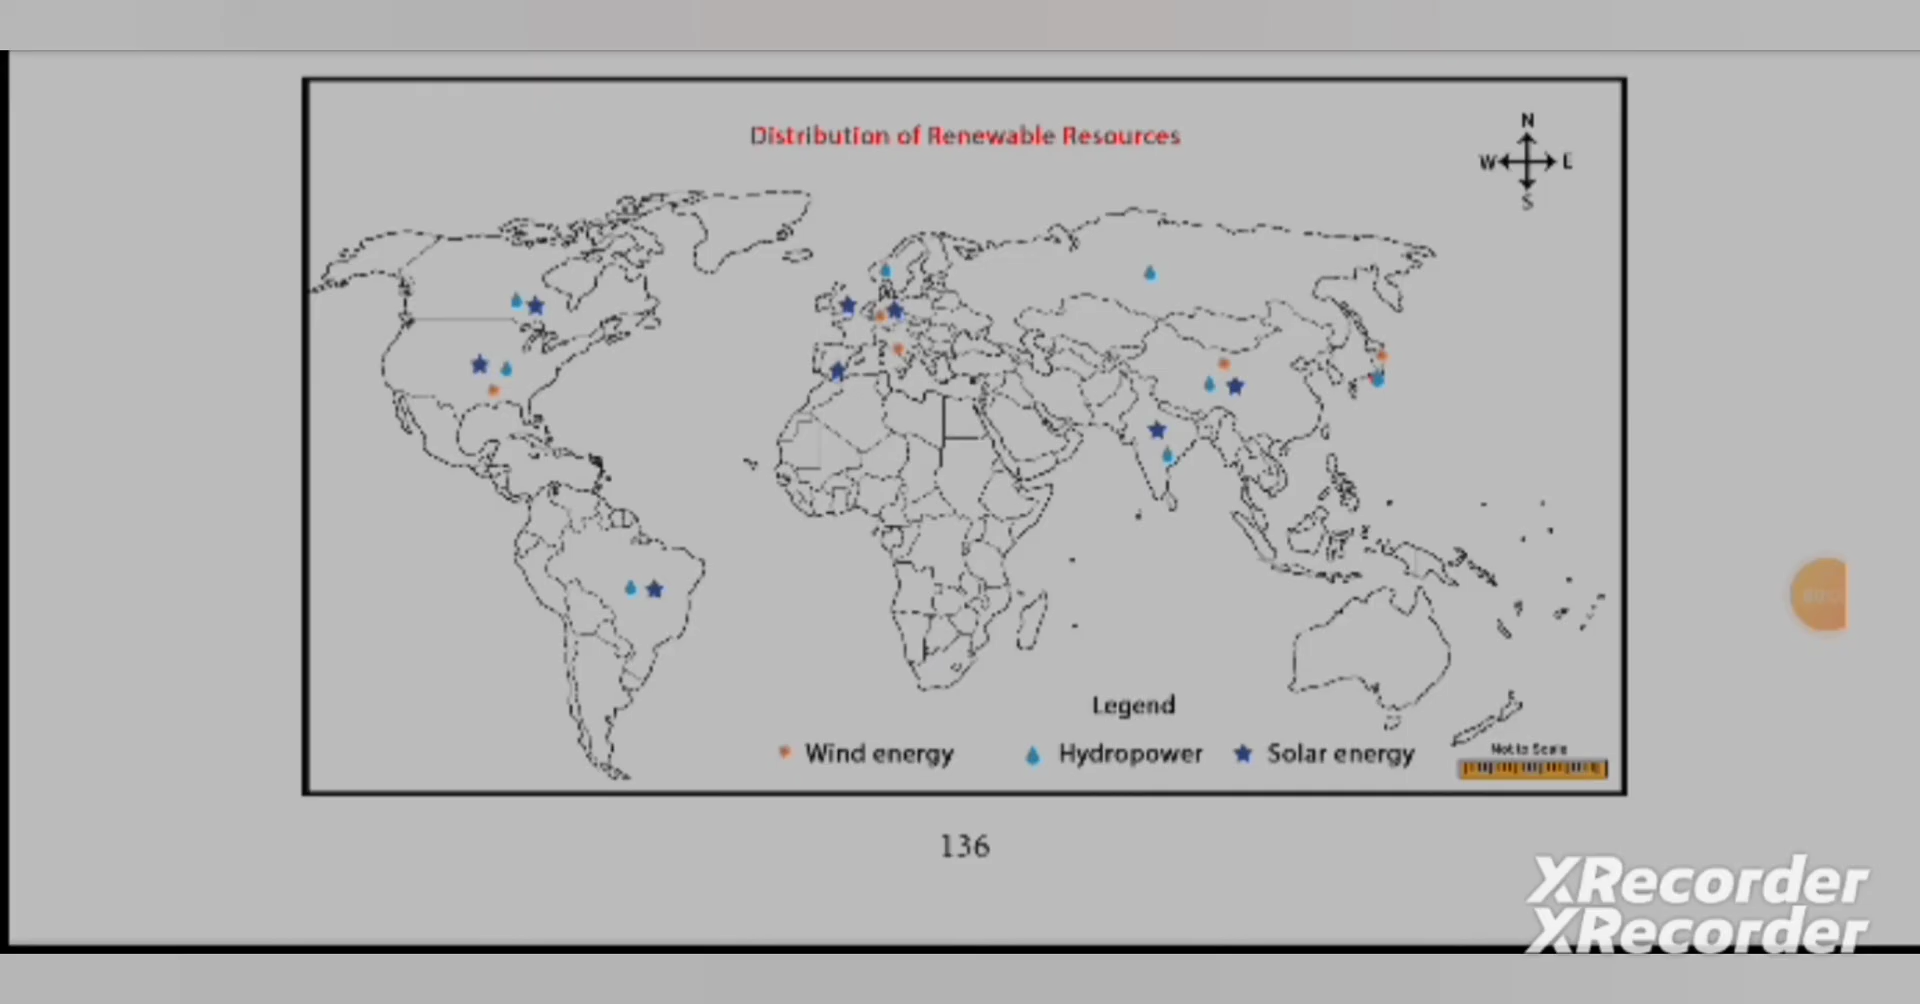 Distribution of Renewable Resources
N
W E
S
Legend
Wind energy Hydropower Solar energy
Not to Scale
136
XRecorder
XRecorder